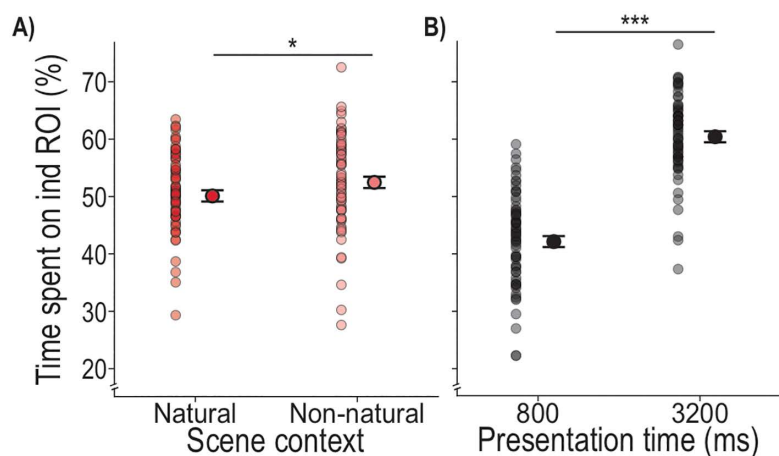 A)
*
B)
***
Time spent on ind ROI (%)
70
60
50
40
30
20
Natural Non-natural
Scene context
800 3200
Presentation time (ms)